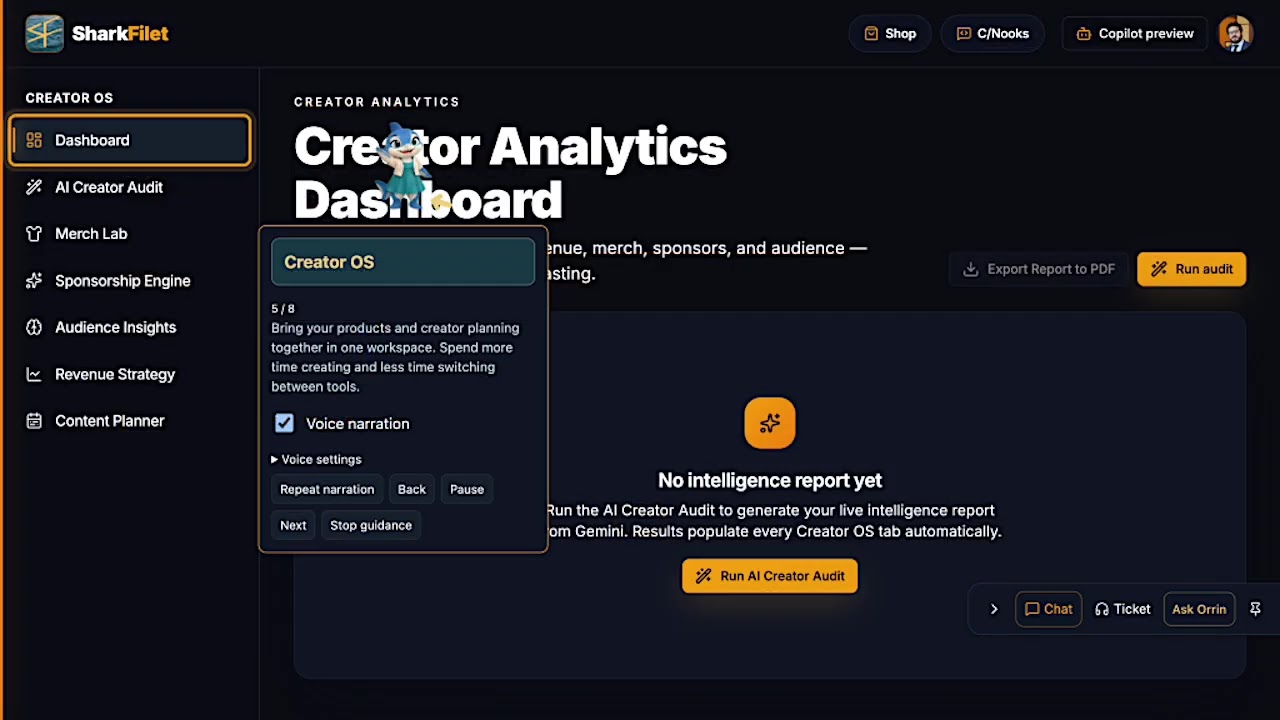 SharkFilet
Shop
C/Nooks
Copilot preview
CREATOR OS
Dashboard
AI Creator Audit
Merch Lab
Sponsorship Engine
Audience Insights
Revenue Strategy
Content Planner
CREATOR ANALYTICS
Creator Analytics
Dashboard
merch, sponsors, and audience —
Export Report to PDF
Run audit
Creator OS
5 / 8
Bring your products and creator planning
together in one workspace. Spend more
time creating and less time switching
between tools.
Voice narration
Voice settings
Repeat narration
Back
Pause
Next
Stop guidance
No intelligence report yet
Run the AI Creator Audit to generate your live intelligence report
Gemini. Results populate every Creator OS tab automatically.
Run AI Creator Audit
Chat
Ticket
Ask Orrin